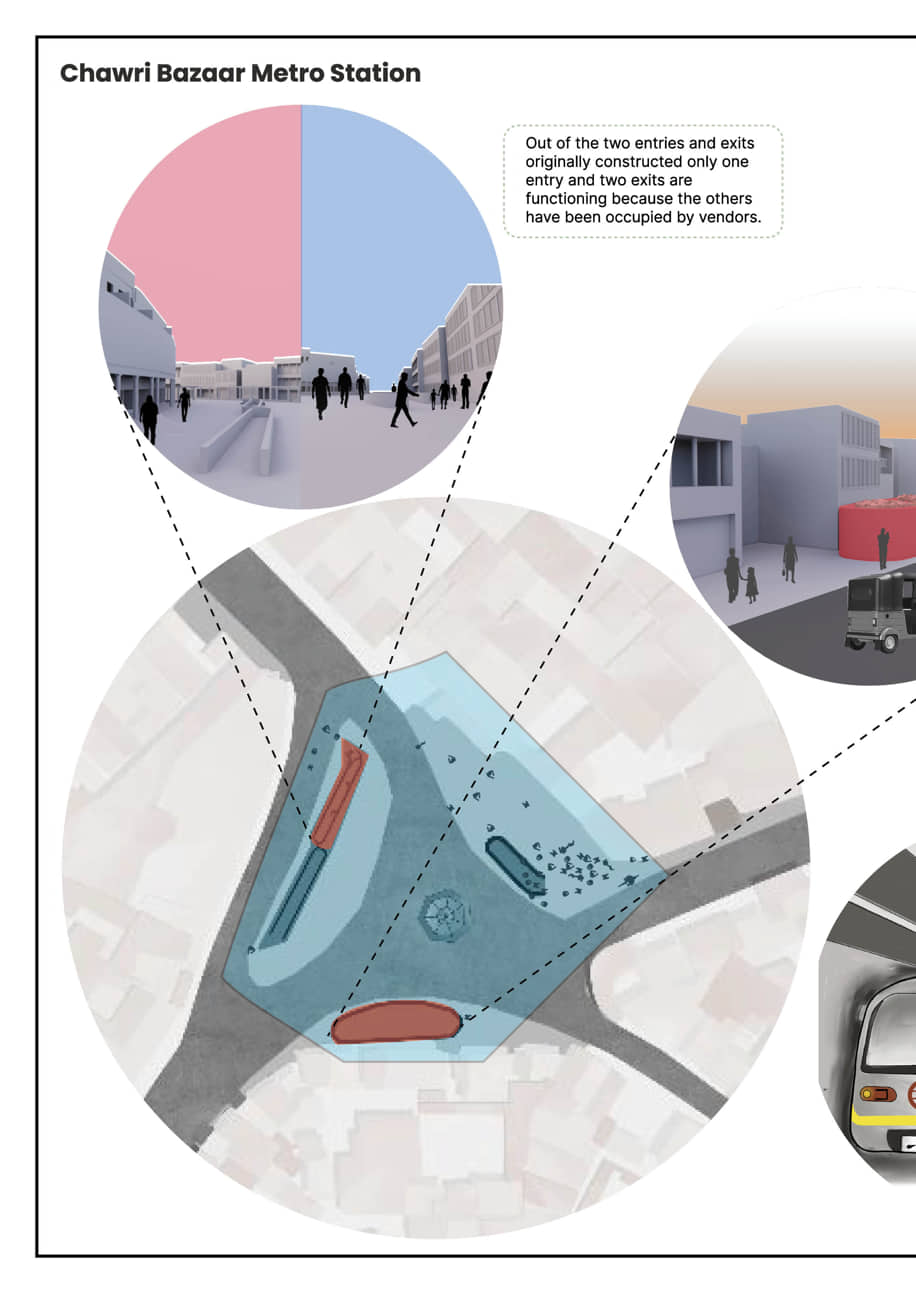 Chawri Bazaar Metro Station
Out of the two entries and exits
originally constructed only one
entry and two exits are
functioning because the others
have been occupied by vendors.